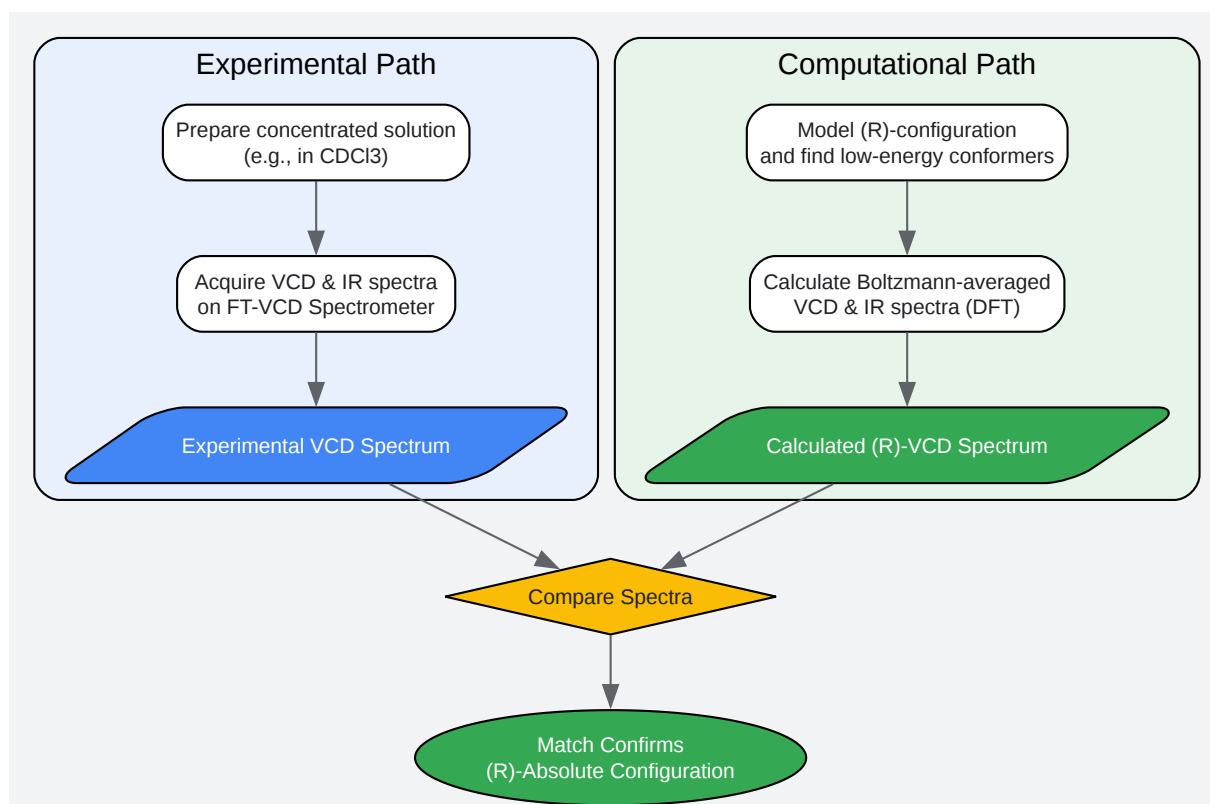 Experimental Path
Prepare concentrated solution
(e.g., in CDCl3)
Acquire VCD & IR spectra
on FT-VCD Spectrometer
Experimental VCD Spectrum
Computational Path
Model (R)-configuration
and find low-energy conformers
Calculate Boltzmann-averaged
VCD & IR spectra (DFT)
Calculated (R)-VCD Spectrum
Compare Spectra
Match Confirms
(R)-Absolute Configuration